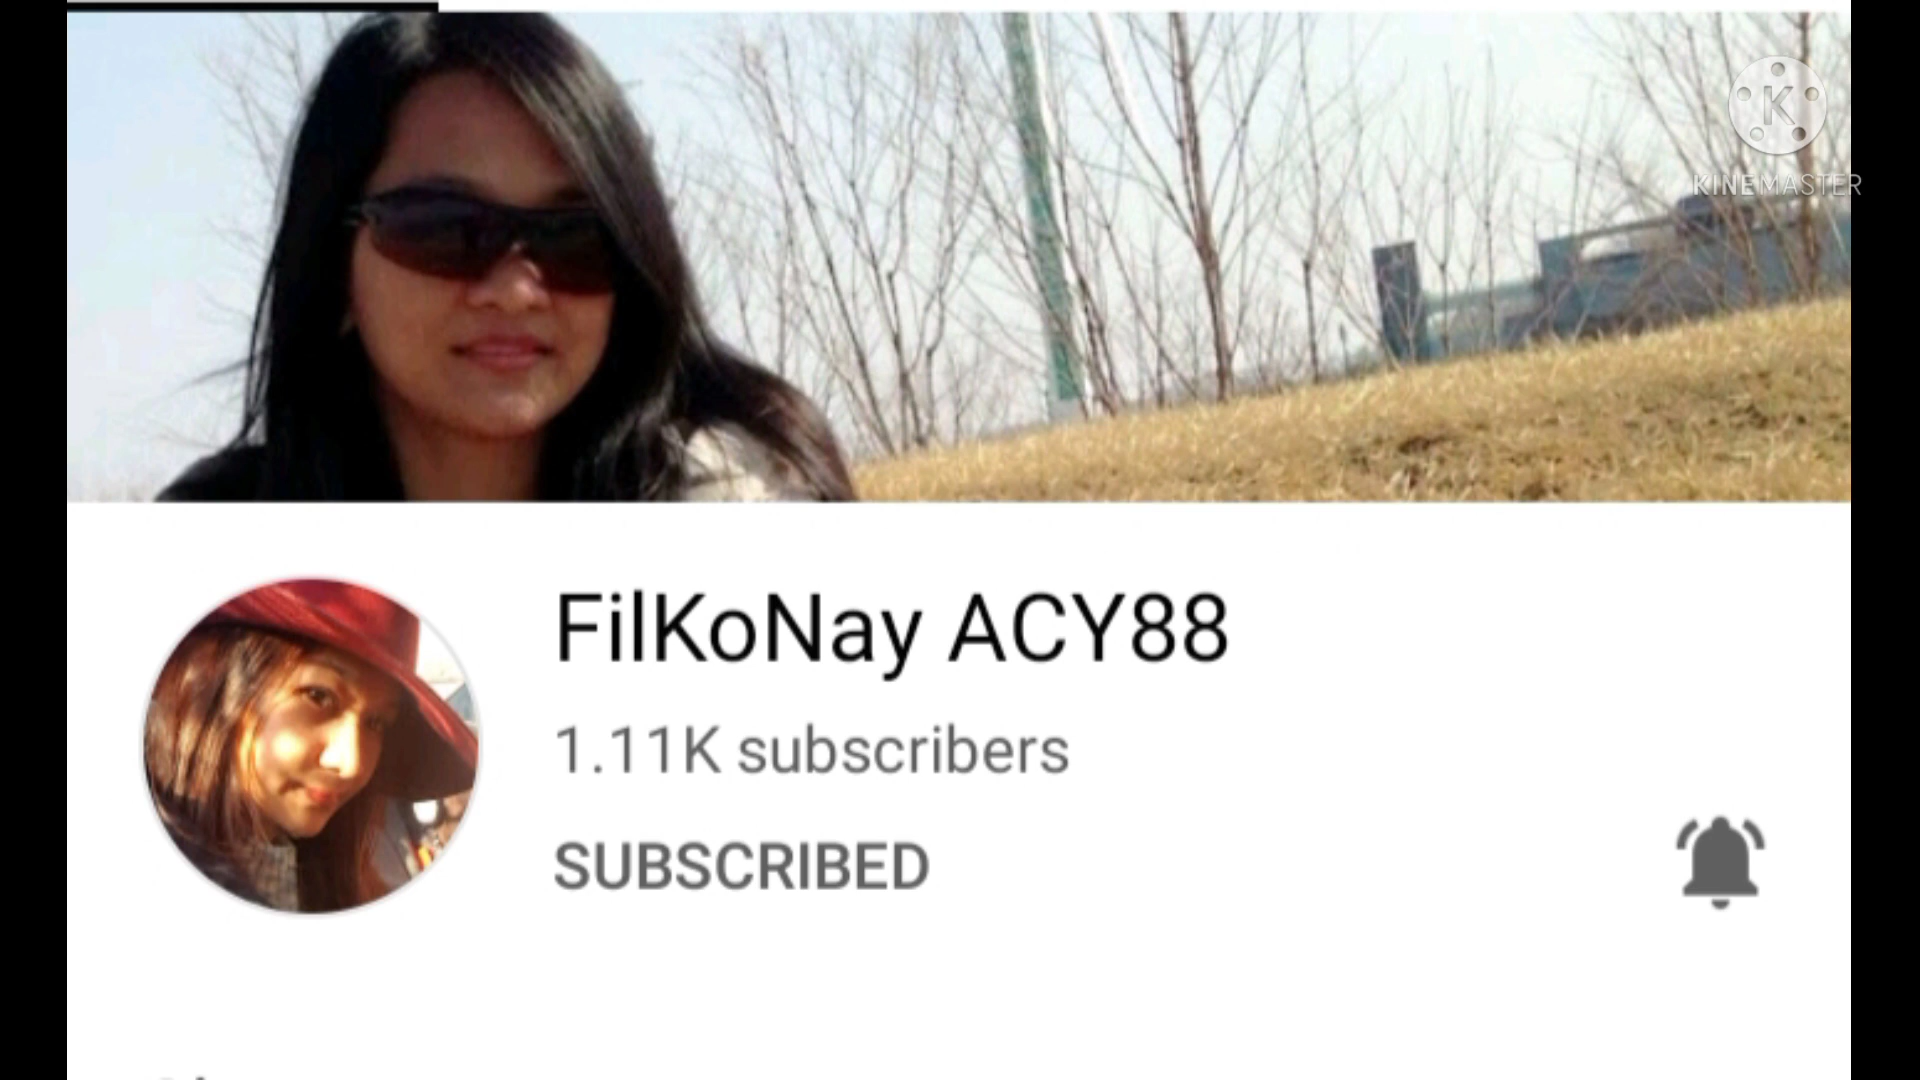 K
KINEMASTER
FilKoNay ACY88
1.11K subscribers
SUBSCRIBED